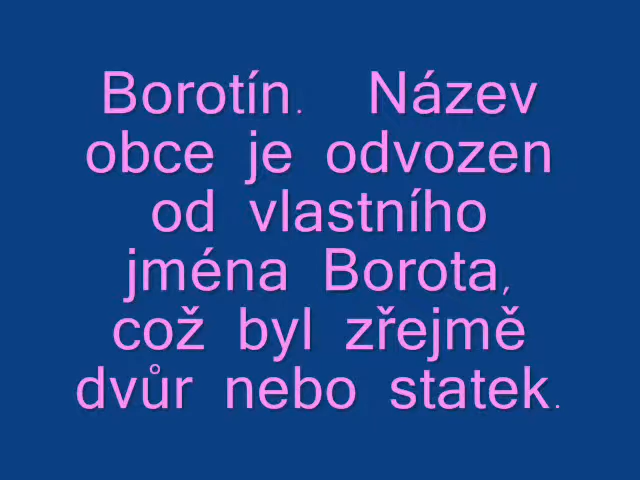 Borotín. Název
obce je odvozen
od vlastního
jména Borota,
což byl zřejmě
dvůr nebo statek.